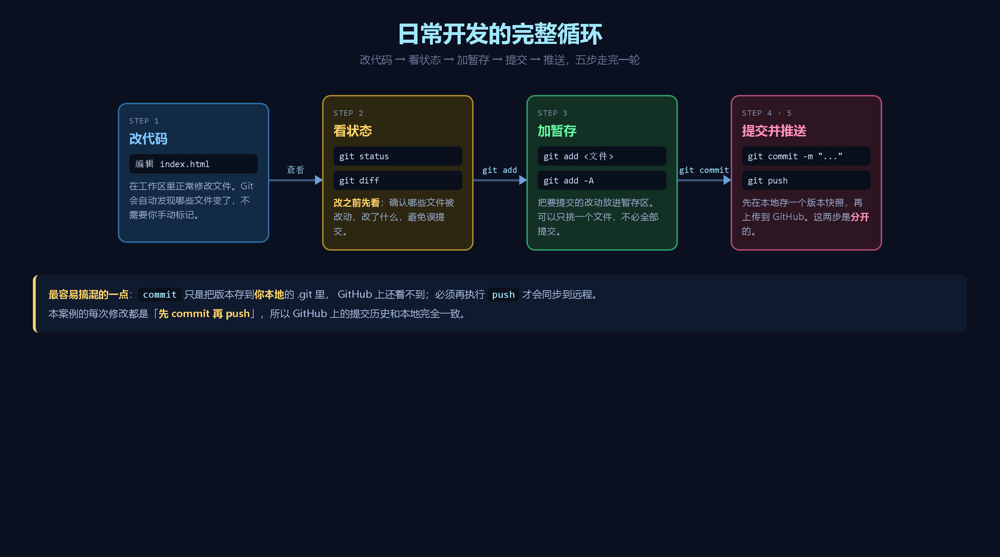 日常开发的完整循环
改代码 → 看状态 → 加暂存 → 提交 → 推送，五步走完一轮
STEP 1
改代码
编辑 index.html
在工作区里正常修改文件。Git
会自动发现哪些文件变了，不
需要你手动标记。
查看
STEP 2
看状态
git status
git diff
改之前先看：确认哪些文件被
改动、改了什么，避免误提
交。
git add
STEP 3
加暂存
git add <文件>
git add -A
把要提交的改动放进暂存区。
可以只挑一个文件，不必全部
提交。
git commit
STEP 4 · 5
提交并推送
git commit -m "..."
git push
先在本地存一个版本快照，再
上传到 GitHub。这两步是分开
的。
最容易搞混的一点： commit 只是把版本存到你本地的 .git 里， GitHub 上还看不到；必须再执行 push 才会同步到远程。
本案例的每次修改都是「先 commit 再 push」，所以 GitHub 上的提交历史和本地完全一致。